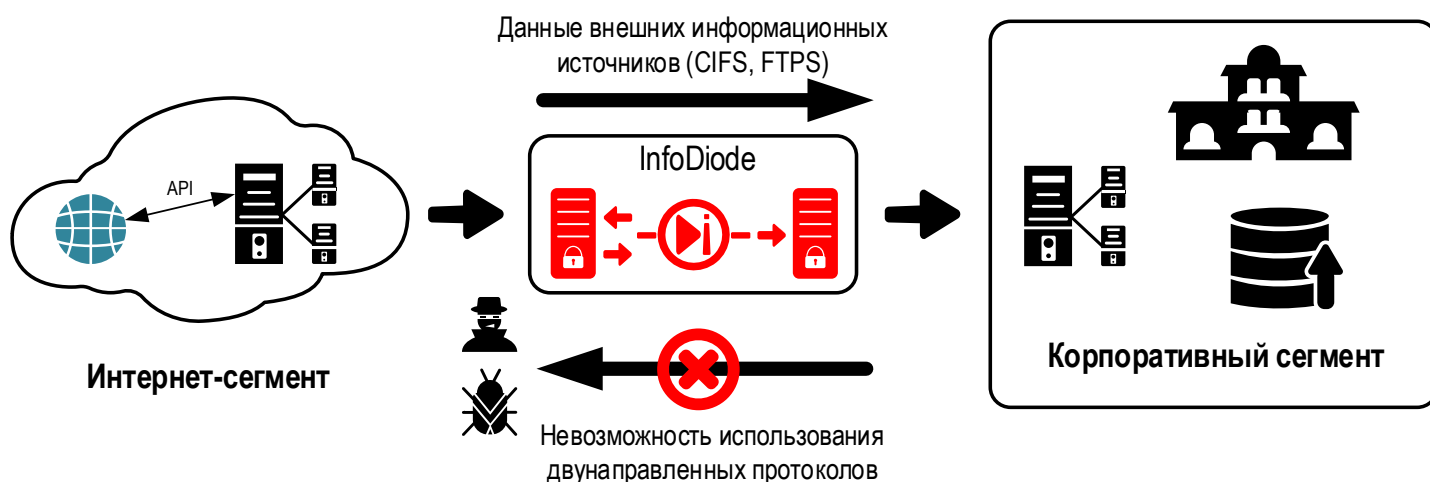 Данные внешних информационных
источников (CIFS, FTPS)
InfoDiode
API
Интернет-сегмент
Корпоративный сегмент
Невозможность использования
двунаправленных протоколов